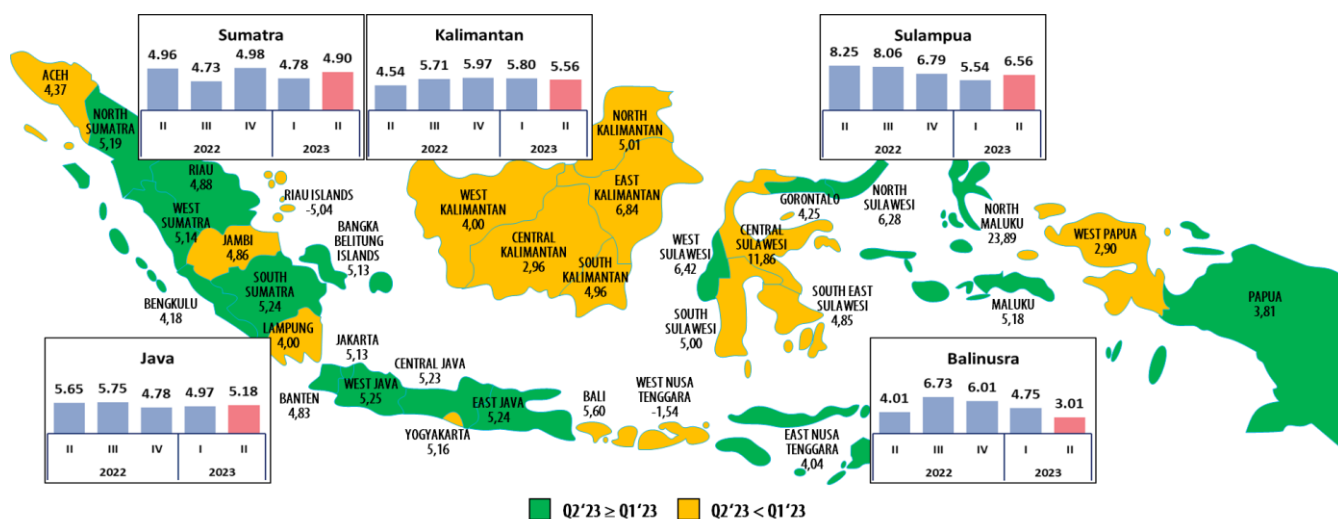 Sumatra
4.96 4.73 4.98 4.78 4.90
II III IV I II
2022 2023
Kalimantan
4.54 5.71 5.97 5.80 5.56
II III IV I II
2022 2023
Sulampua
8.25 8.06 6.79 5.54 6.56
II III IV I II
2022 2023
ACEH
4,37
NORTH
SUMATRA
5,19
RIAU
4,88
RIAU ISLANDS
-5,04
WEST
SUMATRA
5,14
JAMBI
4,86
BANGKA
BELITUNG
ISLANDS
5,13
SOUTH
SUMATRA
5,24
BENGKULU
4,18
LAMPUNG
4,00
NORTH
KALIMANTAN
5,01
EAST
KALIMANTAN
6,84
WEST
KALIMANTAN
4,00
CENTRAL
KALIMANTAN
2,96
SOUTH
KALIMANTAN
4,96
GORONTALO
4,25
NORTH
SULAWESI
6,28
WEST
SULAWESI
6,42
CENTRAL
SULAWESI
11,86
SOUTH
SULAWESI
5,00
SOUTH EAST
SULAWESI
4,85
NORTH
MALUKU
23,89
MALUKU
5,18
WEST PAPUA
2,90
PAPUA
3,81
Java
5.65 5.75 4.78 4.97 5.18
II III IV I II
2022 2023
JAKARTA
5,13
BANTEN
4,83
WEST JAVA
5,25
CENTRAL JAVA
5,23
YOGYAKARTA
5,16
EAST JAVA
5,24
BALI
5,60
WEST NUSA
TENGGARA
-1,54
EAST NUSA
TENGGARA
4,04
Balinusra
4.01 6.73 6.01 4.75 3.01
II III IV I II
2022 2023
Q2'23 ≥ Q1'23 Q2'23 < Q1'23